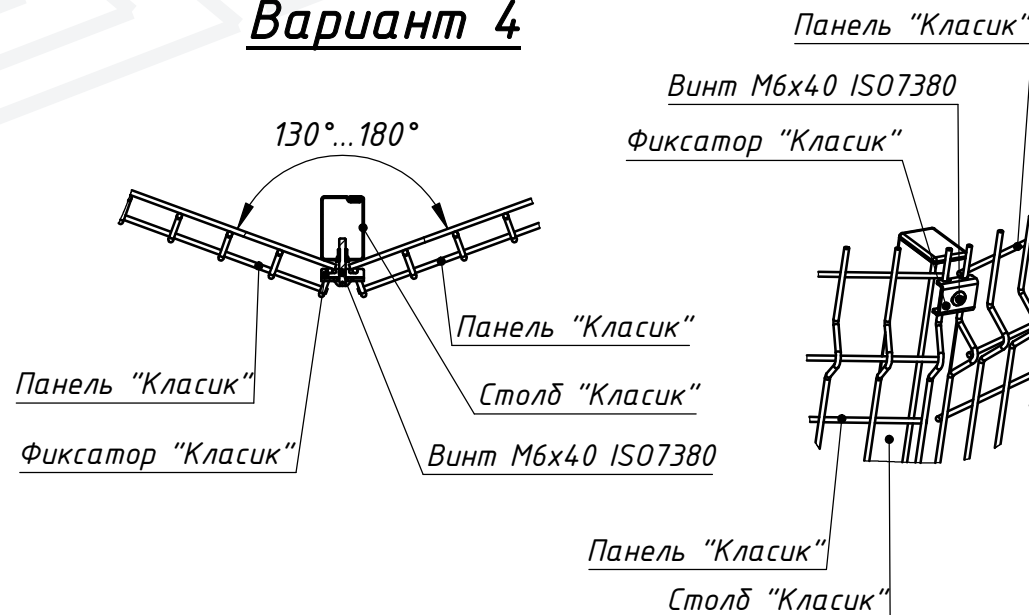 Вариант 4
Панель "Класик"
Винт М6х40 ISO7380
130°...180°
Фиксатор "Класик"
Панель "Класик"
Панель "Класик"
Столб "Класик"
Фиксатор "Класик"
Винт М6х40 ISO7380
Панель "Класик"
Столб "Класик"